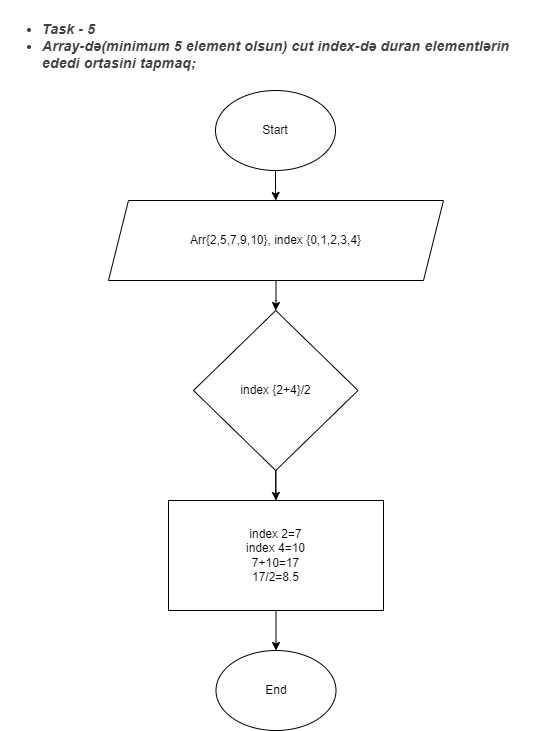 Task - 5
Array-də(minimum 5 element olsun) cut index-də duran elementlərin
ededi ortasini tapmaq;
Start
Arr{2,5,7,9,10}, index {0,1,2,3,4}
index {2+4}/2
index 2=7
index 4=10
7+10=17
17/2=8.5
End